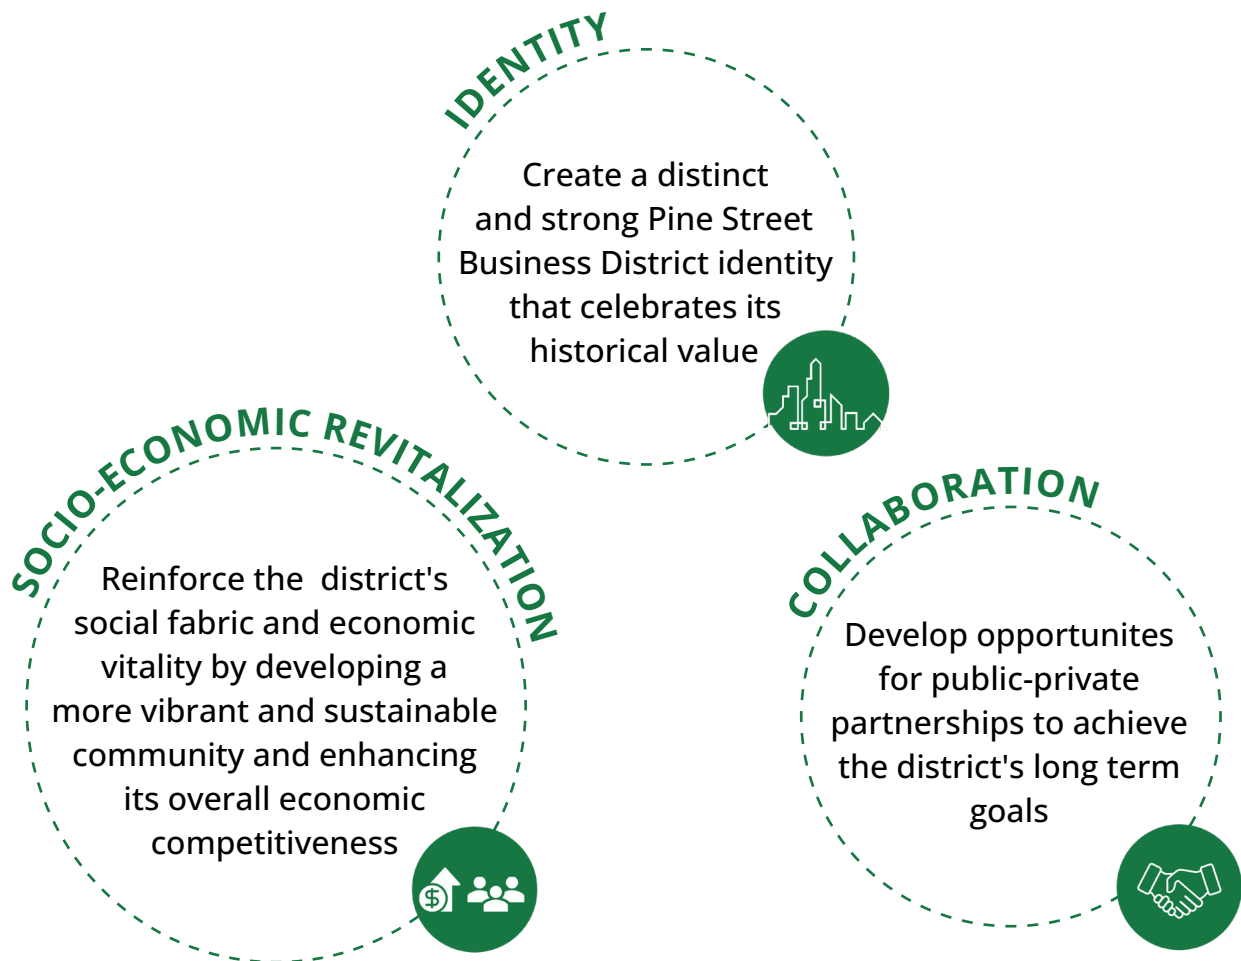 IDENTITY
Create a distinct
and strong Pine Street
Business District identity
that celebrates its
historical value
SOCIO-ECONOMIC REVITALIZATION
Reinforce the  district's
social fabric and economic
vitality by developing a
more vibrant and sustainable
community and enhancing
its overall economic
competitiveness
$
COLLABORATION
Develop opportunites
for public-private
partnerships to achieve
the district's long term
goals